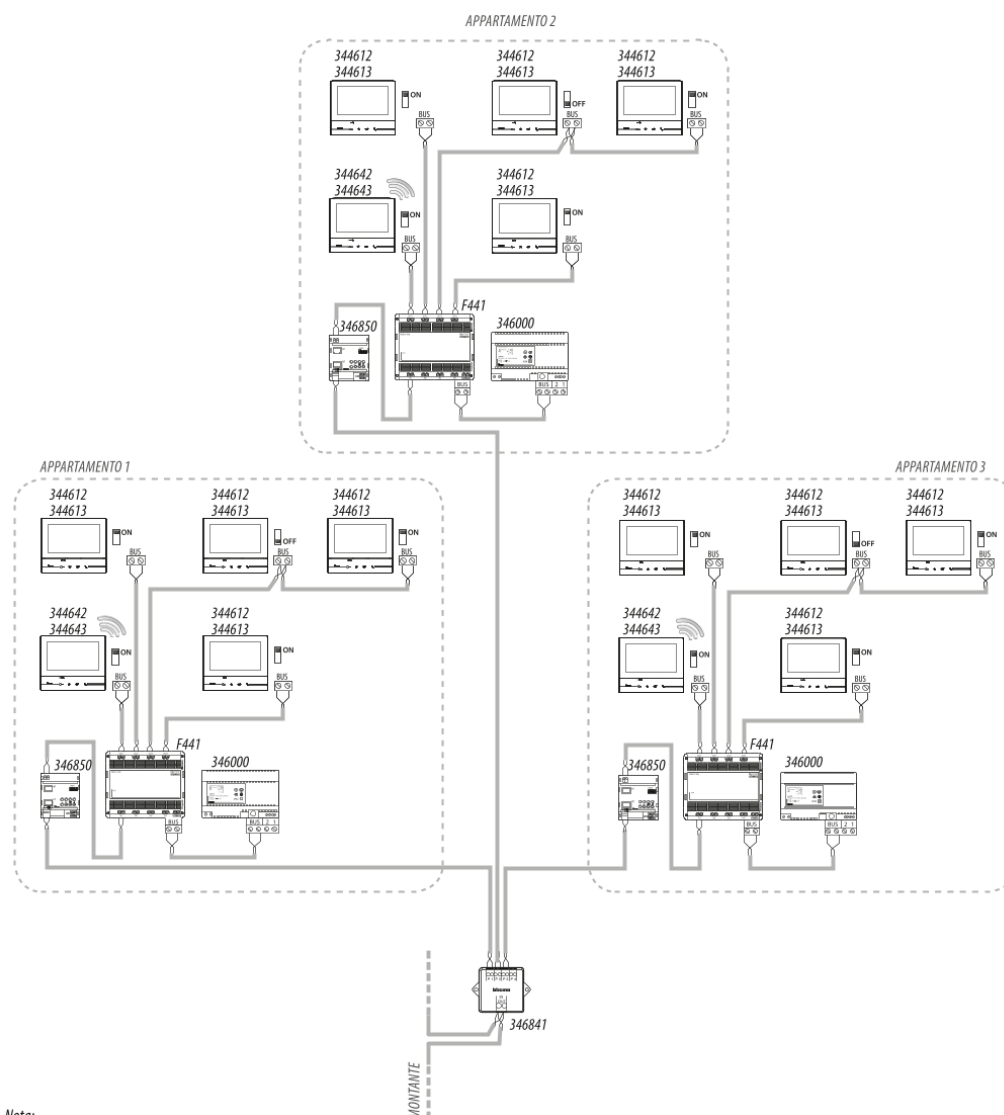 APPARTAMENTO 2
344612 344612 344612
344613 344613 344613
ON OFF ON
BUS BUS BUS
344642 344612
344643 344613
ON ON
BUS BUS
F441
346850 346000
BUS BUS 2 1
APPARTAMENTO 1
344612 344612 344612
344613 344613 344613
ON OFF ON
BUS BUS BUS
344642 344612
344643 344613
ON ON
BUS BUS
F441
346850 346000
BUS BUS 2 1
APPARTAMENTO 3
344612 344612 344612
344613 344613 344613
ON OFF ON
BUS BUS BUS
344642 344612
344643 344613
ON ON
BUS BUS
F441
346850 346000
BUS BUS 2 1
bticino
346841
MONTANTE
Nota: